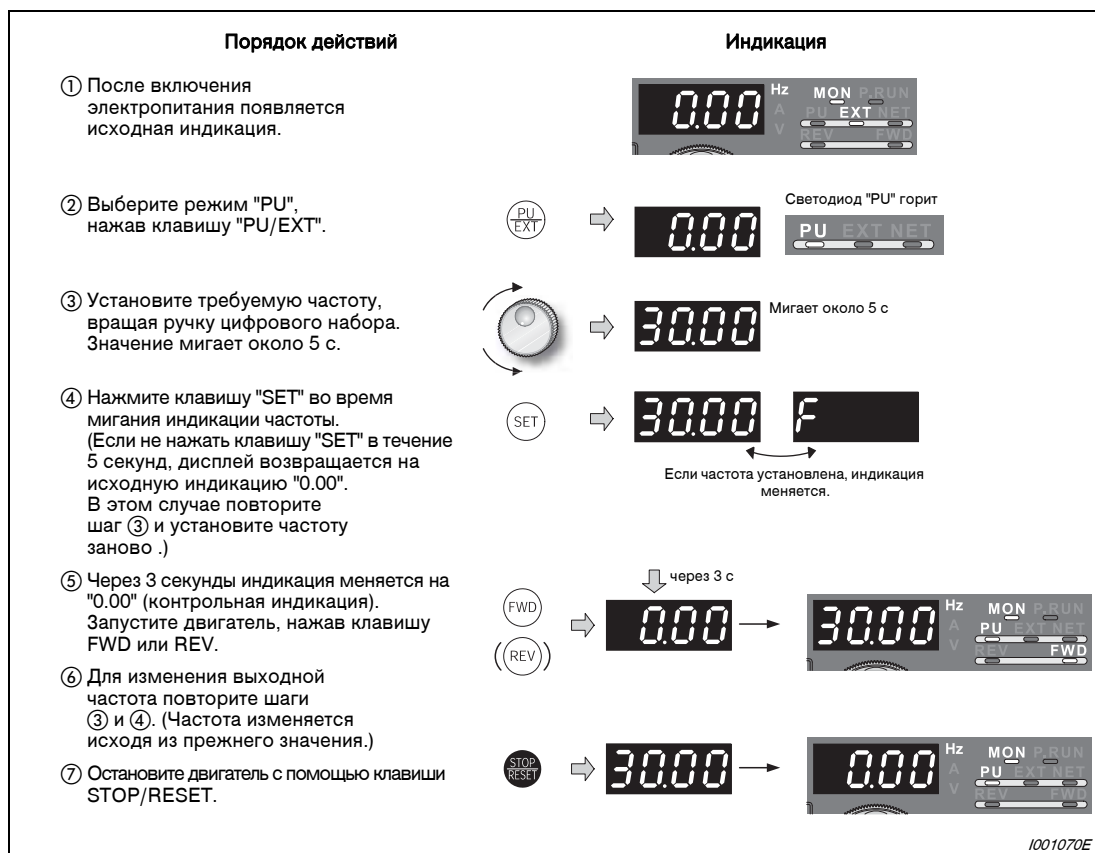 Порядок действий
Индикация
① После включения
электропитания появляется
исходная индикация.
0.00 Hz
A
V
MON P.RUN
PU EXT NET
REV FWD
② Выберите режим "PU",
нажав клавишу "PU/EXT".
PU
EXT
0.00
Светодиод "PU" горит
PU EXT NET
③ Установите требуемую частоту,
вращая ручку цифрового набора.
Значение мигает около 5 с.
30.00
Мигает около 5 с
④ Нажмите клавишу "SET" во время
мигания индикации частоты.
(Если не нажать клавишу "SET" в течение
5 секунд, дисплей возвращается на
исходную индикацию "0.00".
В этом случае повторите
шаг ③ и установите частоту
заново .)
SET
30.00 F
Если частота установлена, индикация
меняется.
⑤ Через 3 секунды индикация меняется на
"0.00" (контрольная индикация).
Запустите двигатель, нажав клавишу
FWD или REV.
через 3 с
FWD
(REV)
0.00
30.00 Hz
A
V
MON P.RUN
PU EXT NET
REV FWD
⑥ Для изменения выходной
частота повторите шаги
③ и ④. (Частота изменяется
исходя из прежнего значения.)
⑦ Остановите двигатель с помощью клавиши
STOP/RESET.
STOP
RESET
30.00
0.00 Hz
A
V
MON P.RUN
PU EXT NET
REV FWD
I001070E